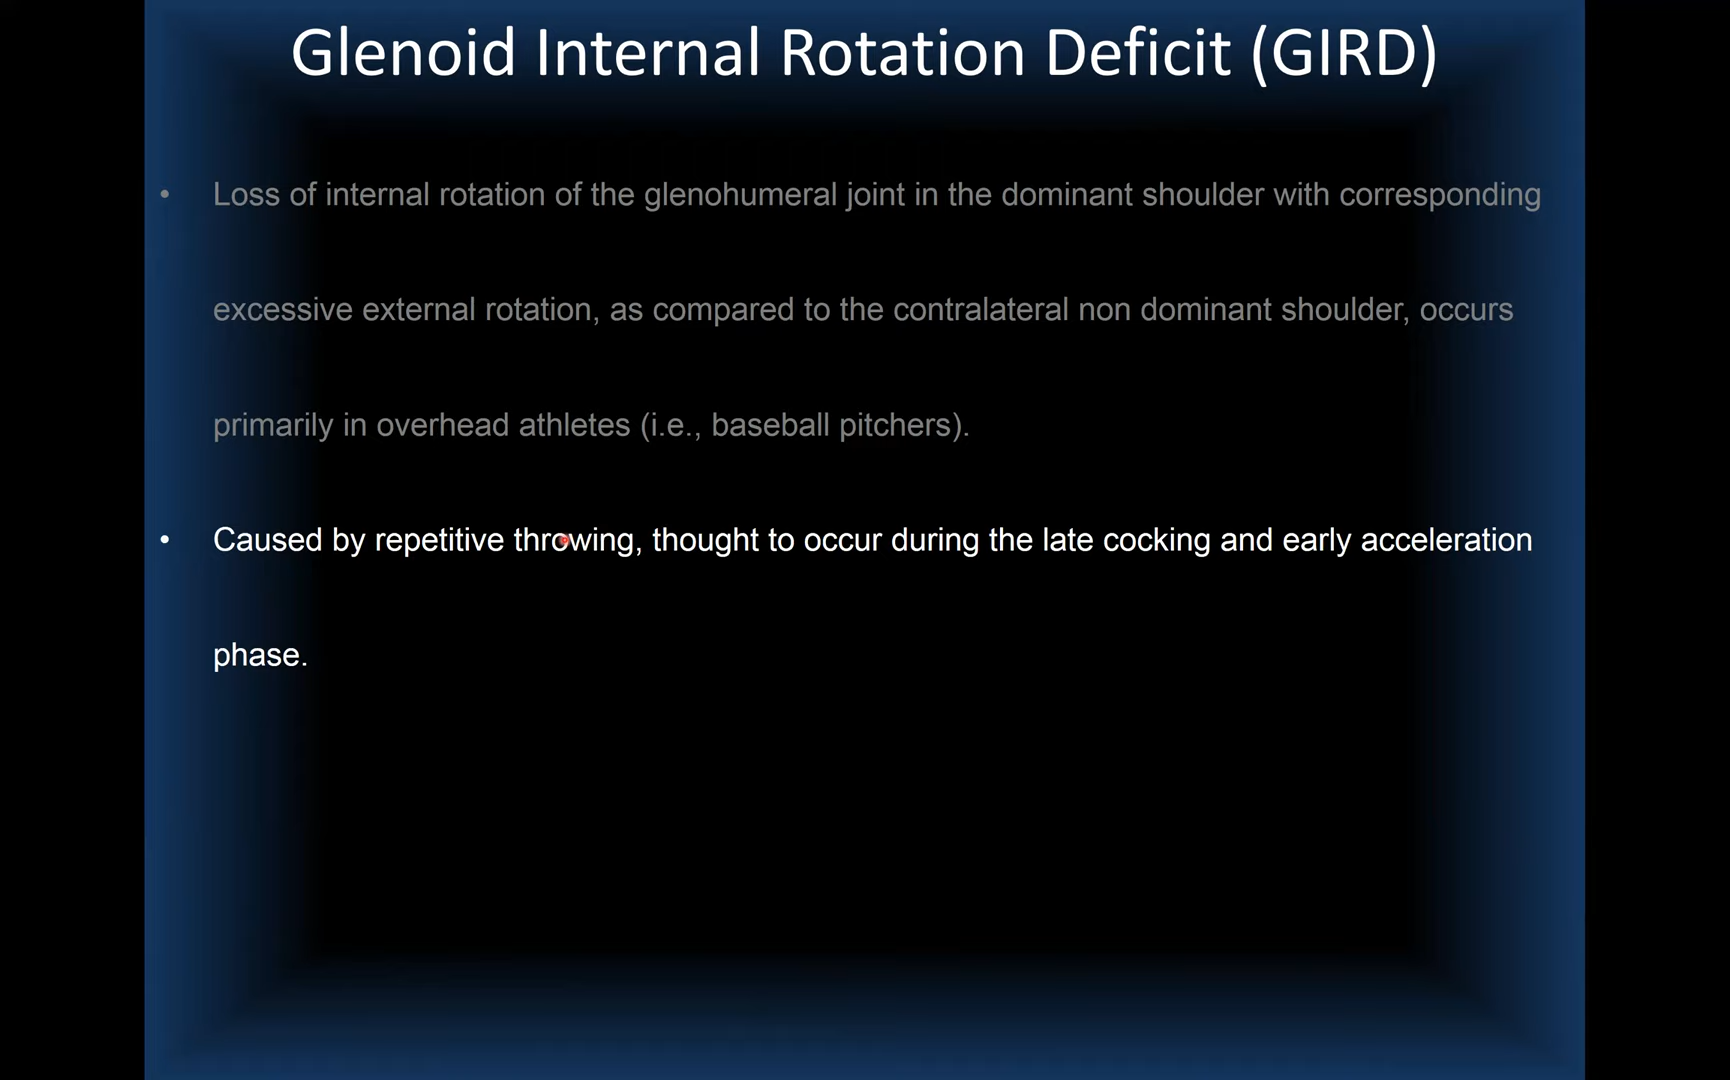 Glenoid Internal Rotation Deficit (GIRD)
• Loss of internal rotation of the glenohumeral joint in the dominant shoulder with corresponding
excessive external rotation, as compared to the contralateral non dominant shoulder, occurs
primarily in overhead athletes (i.e., baseball pitchers).
• Caused by repetitive throwing, thought to occur during the late cocking and early acceleration
phase.